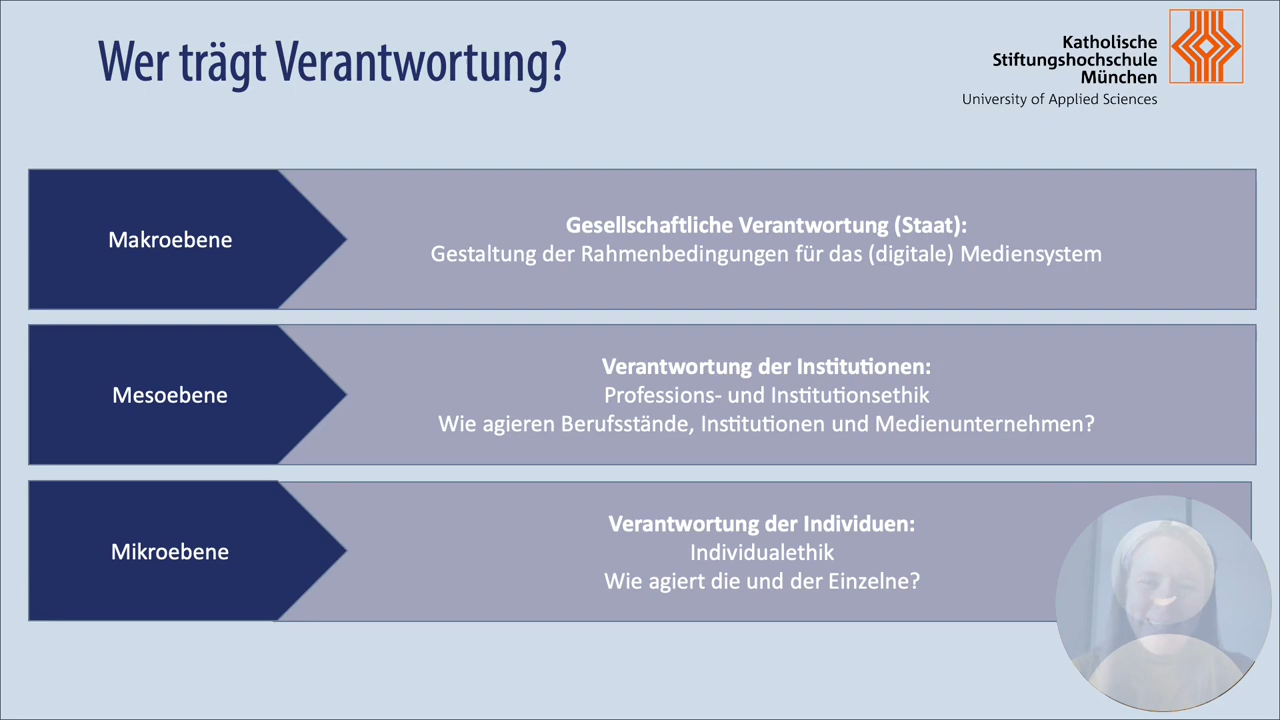 Wer trägt Verantwortung?
Katholische
Stiftungshochschule
München
University of Applied Sciences
Makroebene
Gesellschaftliche Verantwortung (Staat):
Gestaltung der Rahmenbedingungen für das (digitale) Mediensystem
Mesoebene
Verantwortung der Institutionen:
Professions- und Institutionsethik
Wie agieren Berufsstände, Institutionen und Medienunternehmen?
Mikroebene
Verantwortung der Individuen:
Individualethik
Wie agiert die und der Einzelne?